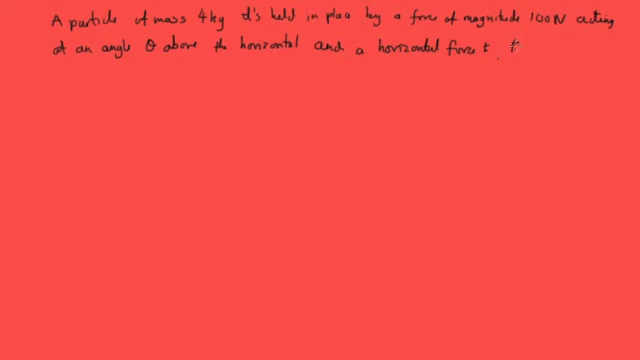 A particle of mass 4kg is held in place by a force of magnitude 100N acting
at an angle θ above the horizontal and a horizontal force t.